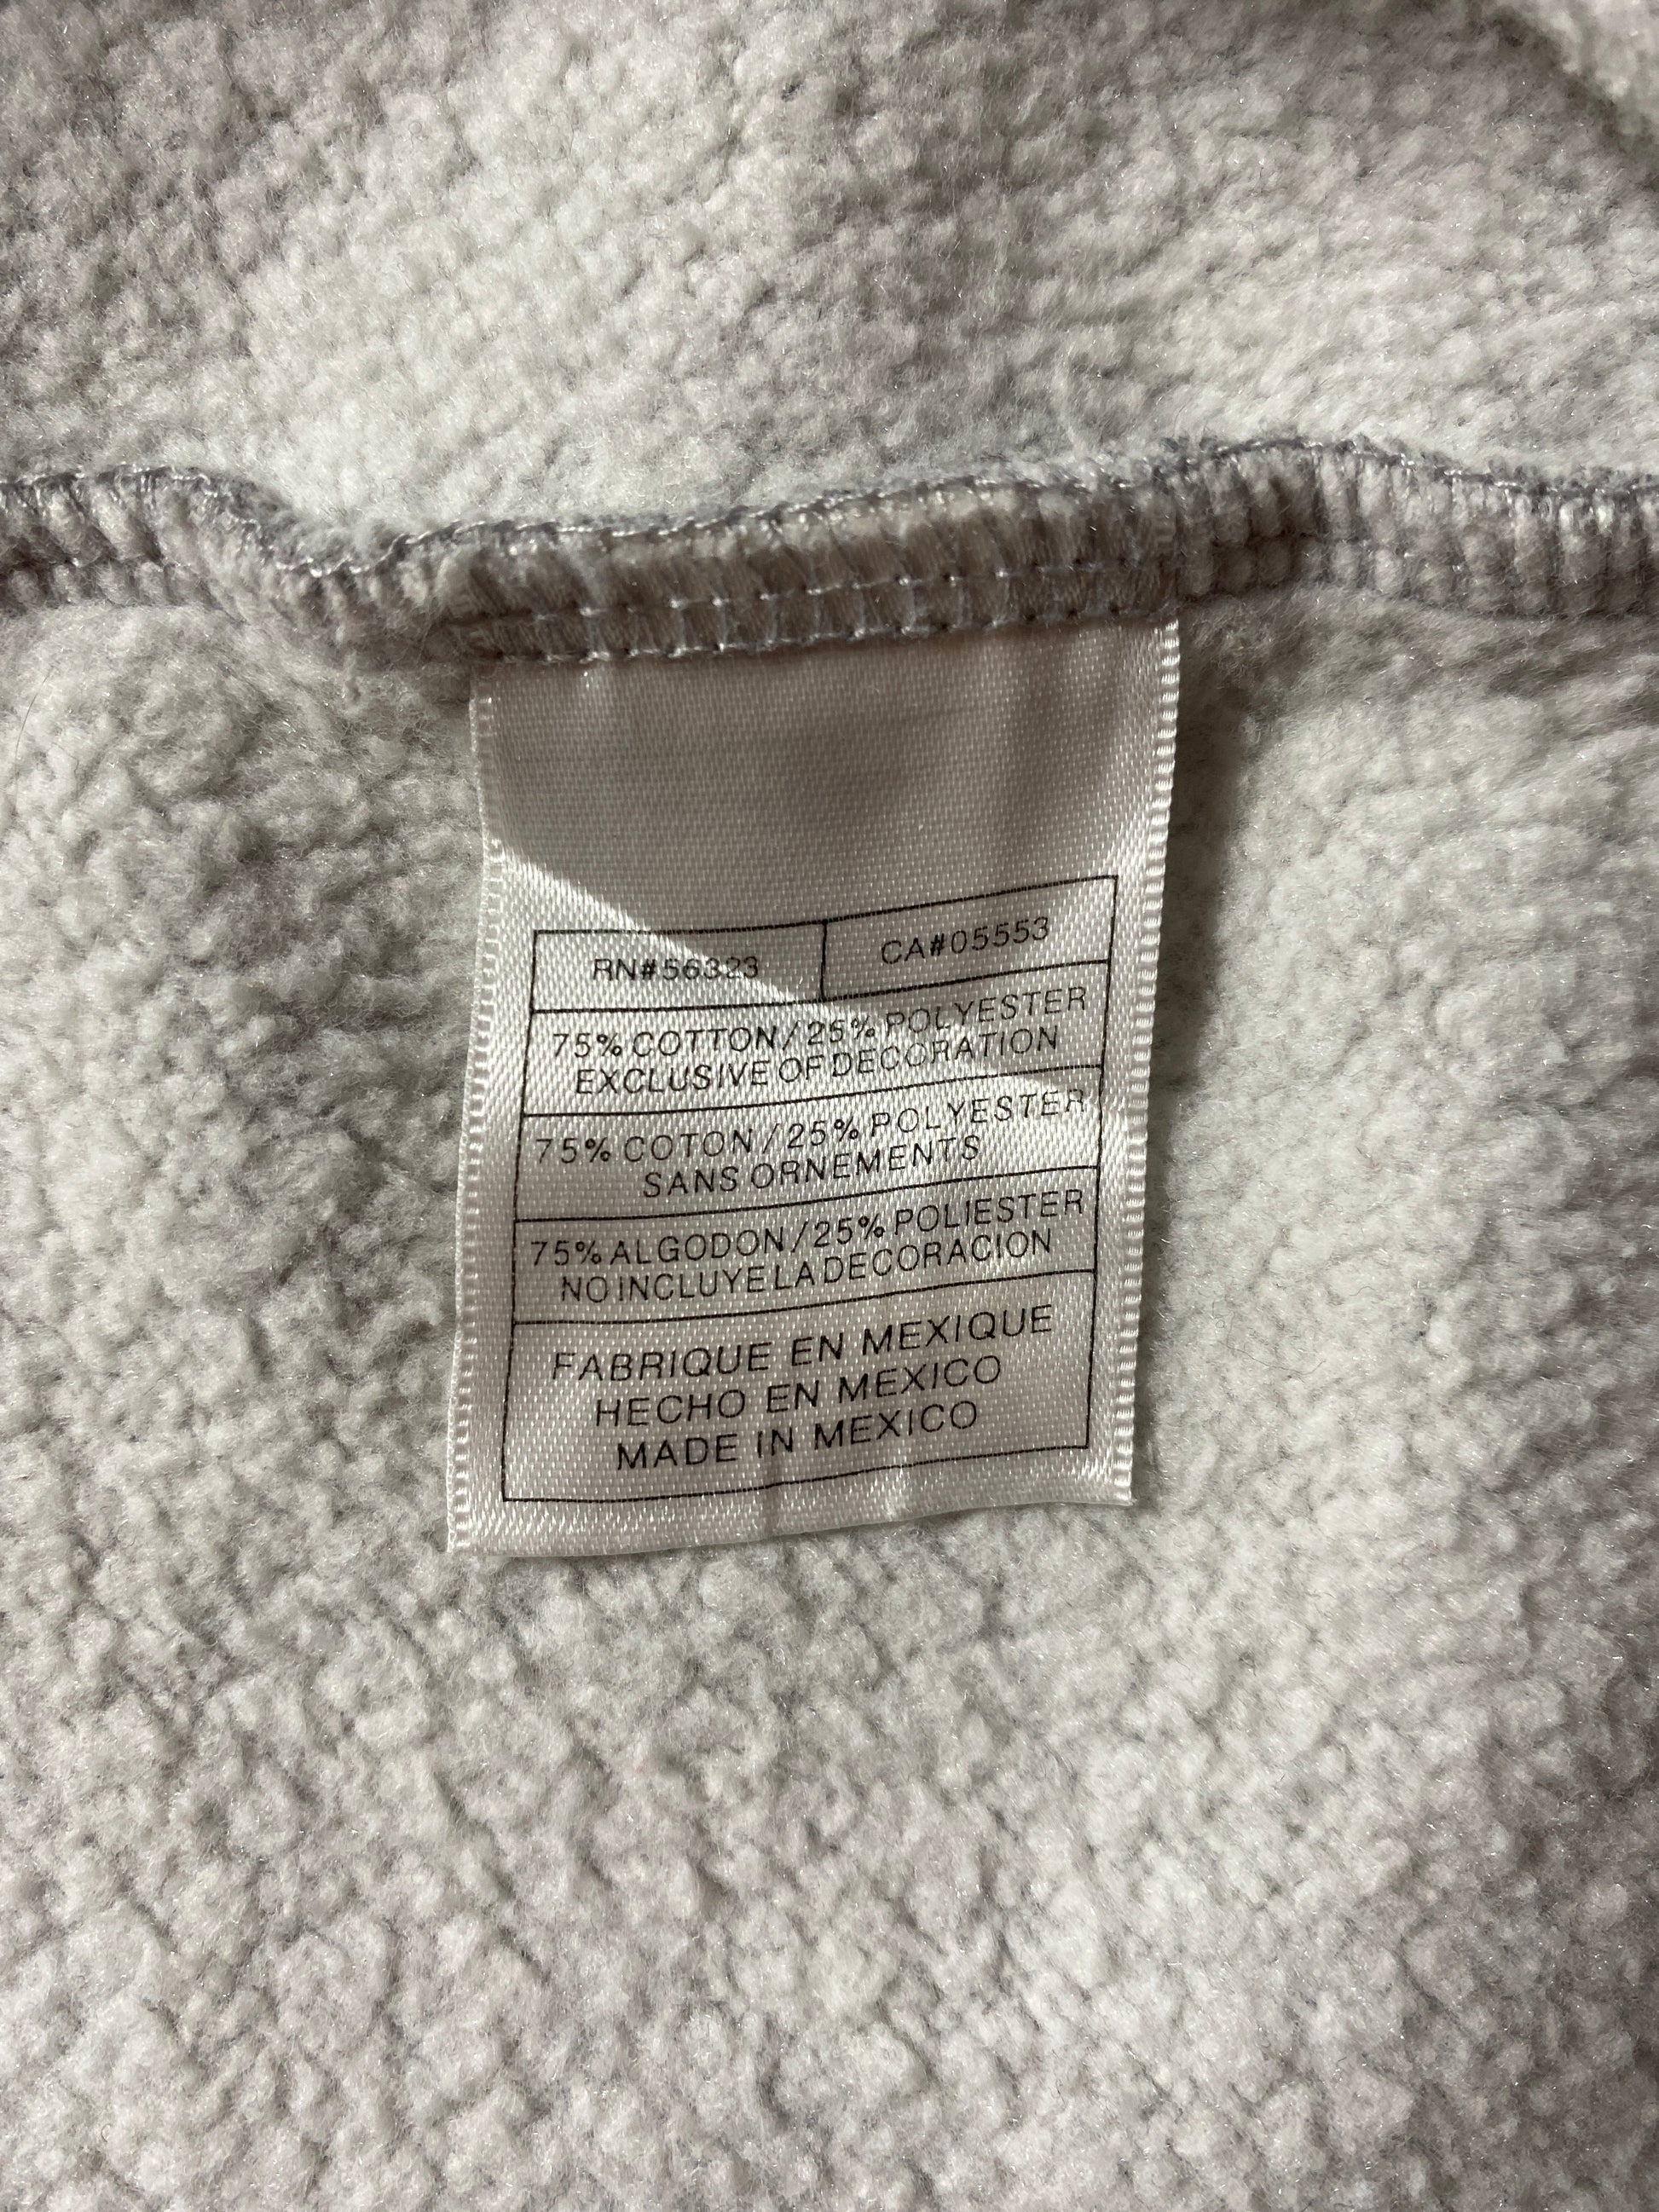 RN#56323 CA#05553
75% COTTON/25% POLYESTER
EXCLUSIVE OF DECORATION
75% COTON/25% POLYESTER
SANS ORNEMENTS
75% ALGODON/25% POLIESTER
NO INCLUYE LA DECORACION
FABRIQUE EN MEXIQUE
HECHO EN MEXICO
MADE IN MEXICO